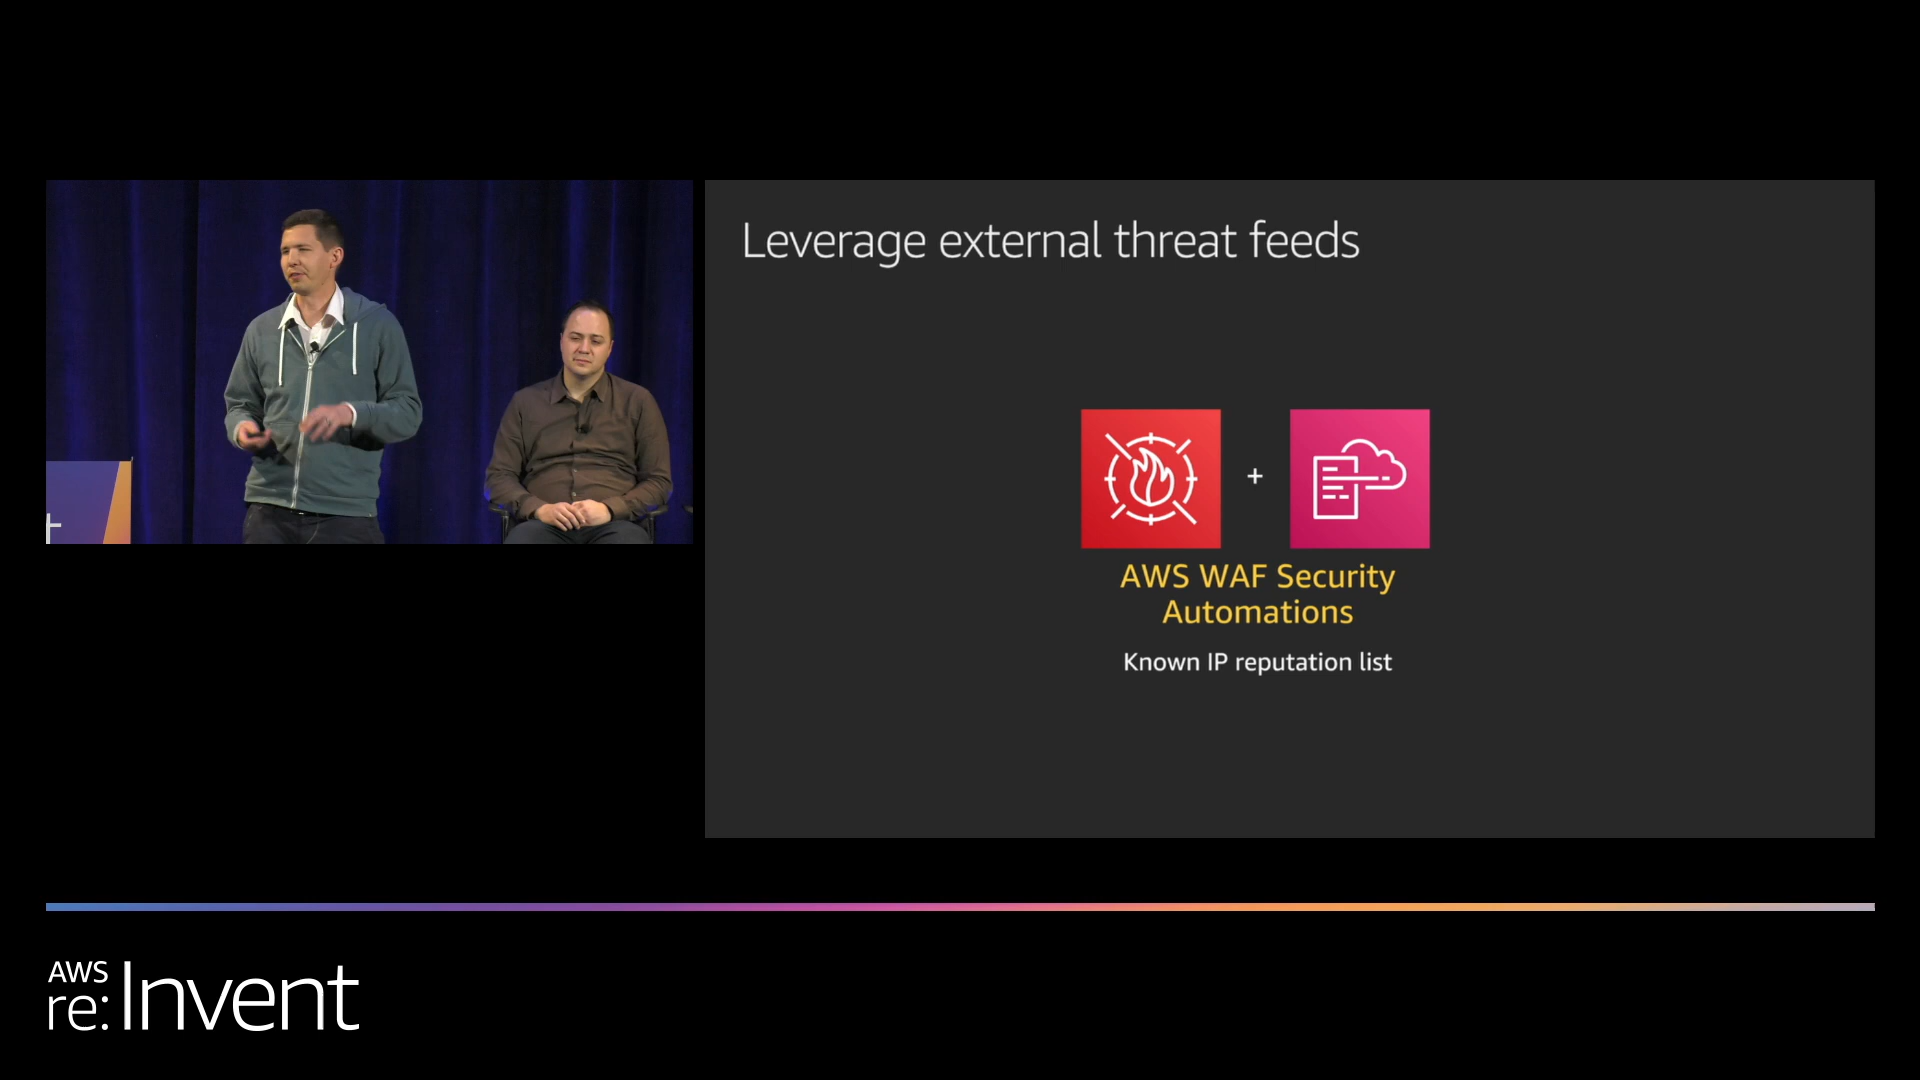 Leverage external threat feeds
+
AWS WAF Security
Automations
Known IP reputation list
AWS
re:Invent